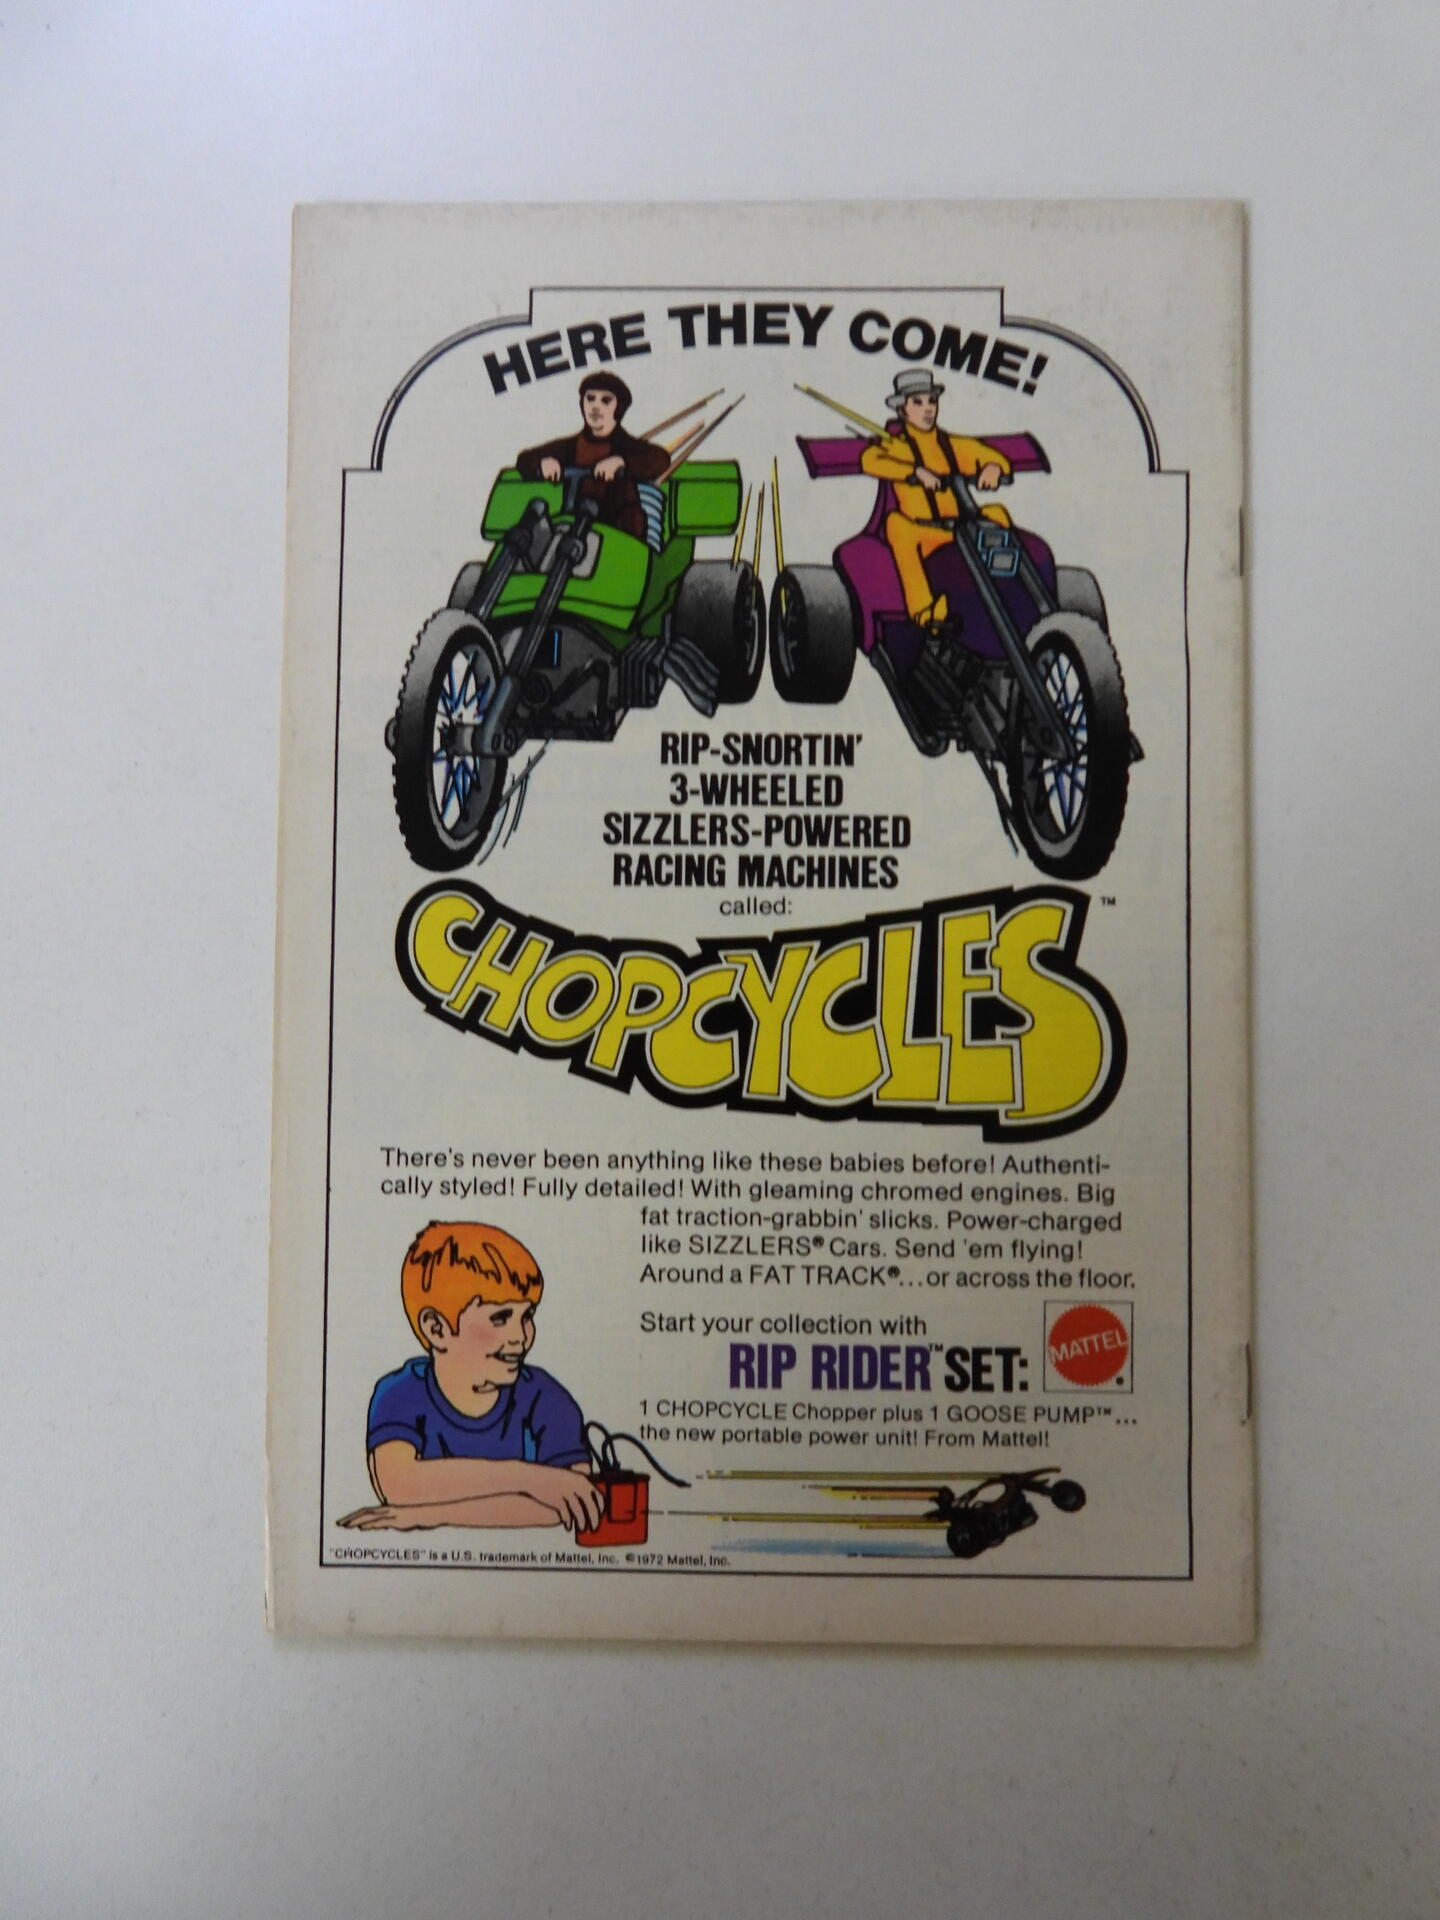 HERE THEY COME!
RIP-SNORTIN'
3-WHEELED
SIZZLERS-POWERED
RACING MACHINES
called:
CHOPCYCLES™
There's never been anything like these babies before! Authenti-
cally styled! Fully detailed! With gleaming chromed engines. Big
fat traction-grabbin' slicks. Power-charged
like SIZZLERS® Cars. Send 'em flying!
Around a FAT TRACK®...or across the floor.
Start your collection with
RIP RIDER™ SET:
MATTEL®
1 CHOPCYCLE Chopper plus 1 GOOSE PUMP™...
the new portable power unit! From Mattel!
"CHOPCYCLES" is a U.S. trademark of Mattel, Inc. ©1972 Mattel, Inc.